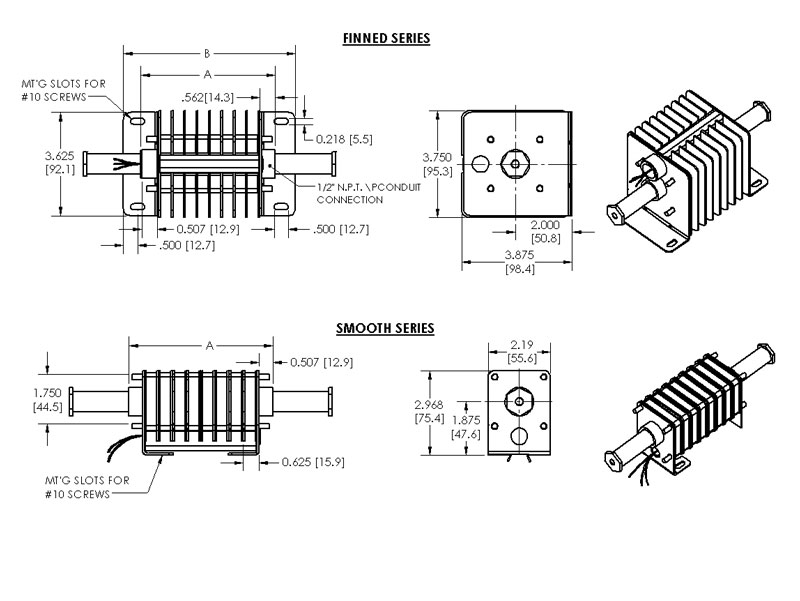 FINNED SERIES
B
A
MT'G SLOTS FOR
#10 SCREWS
.562[14.3]
0.218 [5.5]
3.625
[92.1]
1/2" N.P.T. \PCONDUIT
CONNECTION
0.507 [12.9]
.500 [12.7]
.500 [12.7]
3.750
[95.3]
2.000
[50.8]
3.875
[98.4]
SMOOTH SERIES
A
0.507 [12.9]
1.750
[44.5]
0.625 [15.9]
MT'G SLOTS FOR
#10 SCREWS
2.19
[55.6]
2.968
[75.4]
1.875
[47.6]